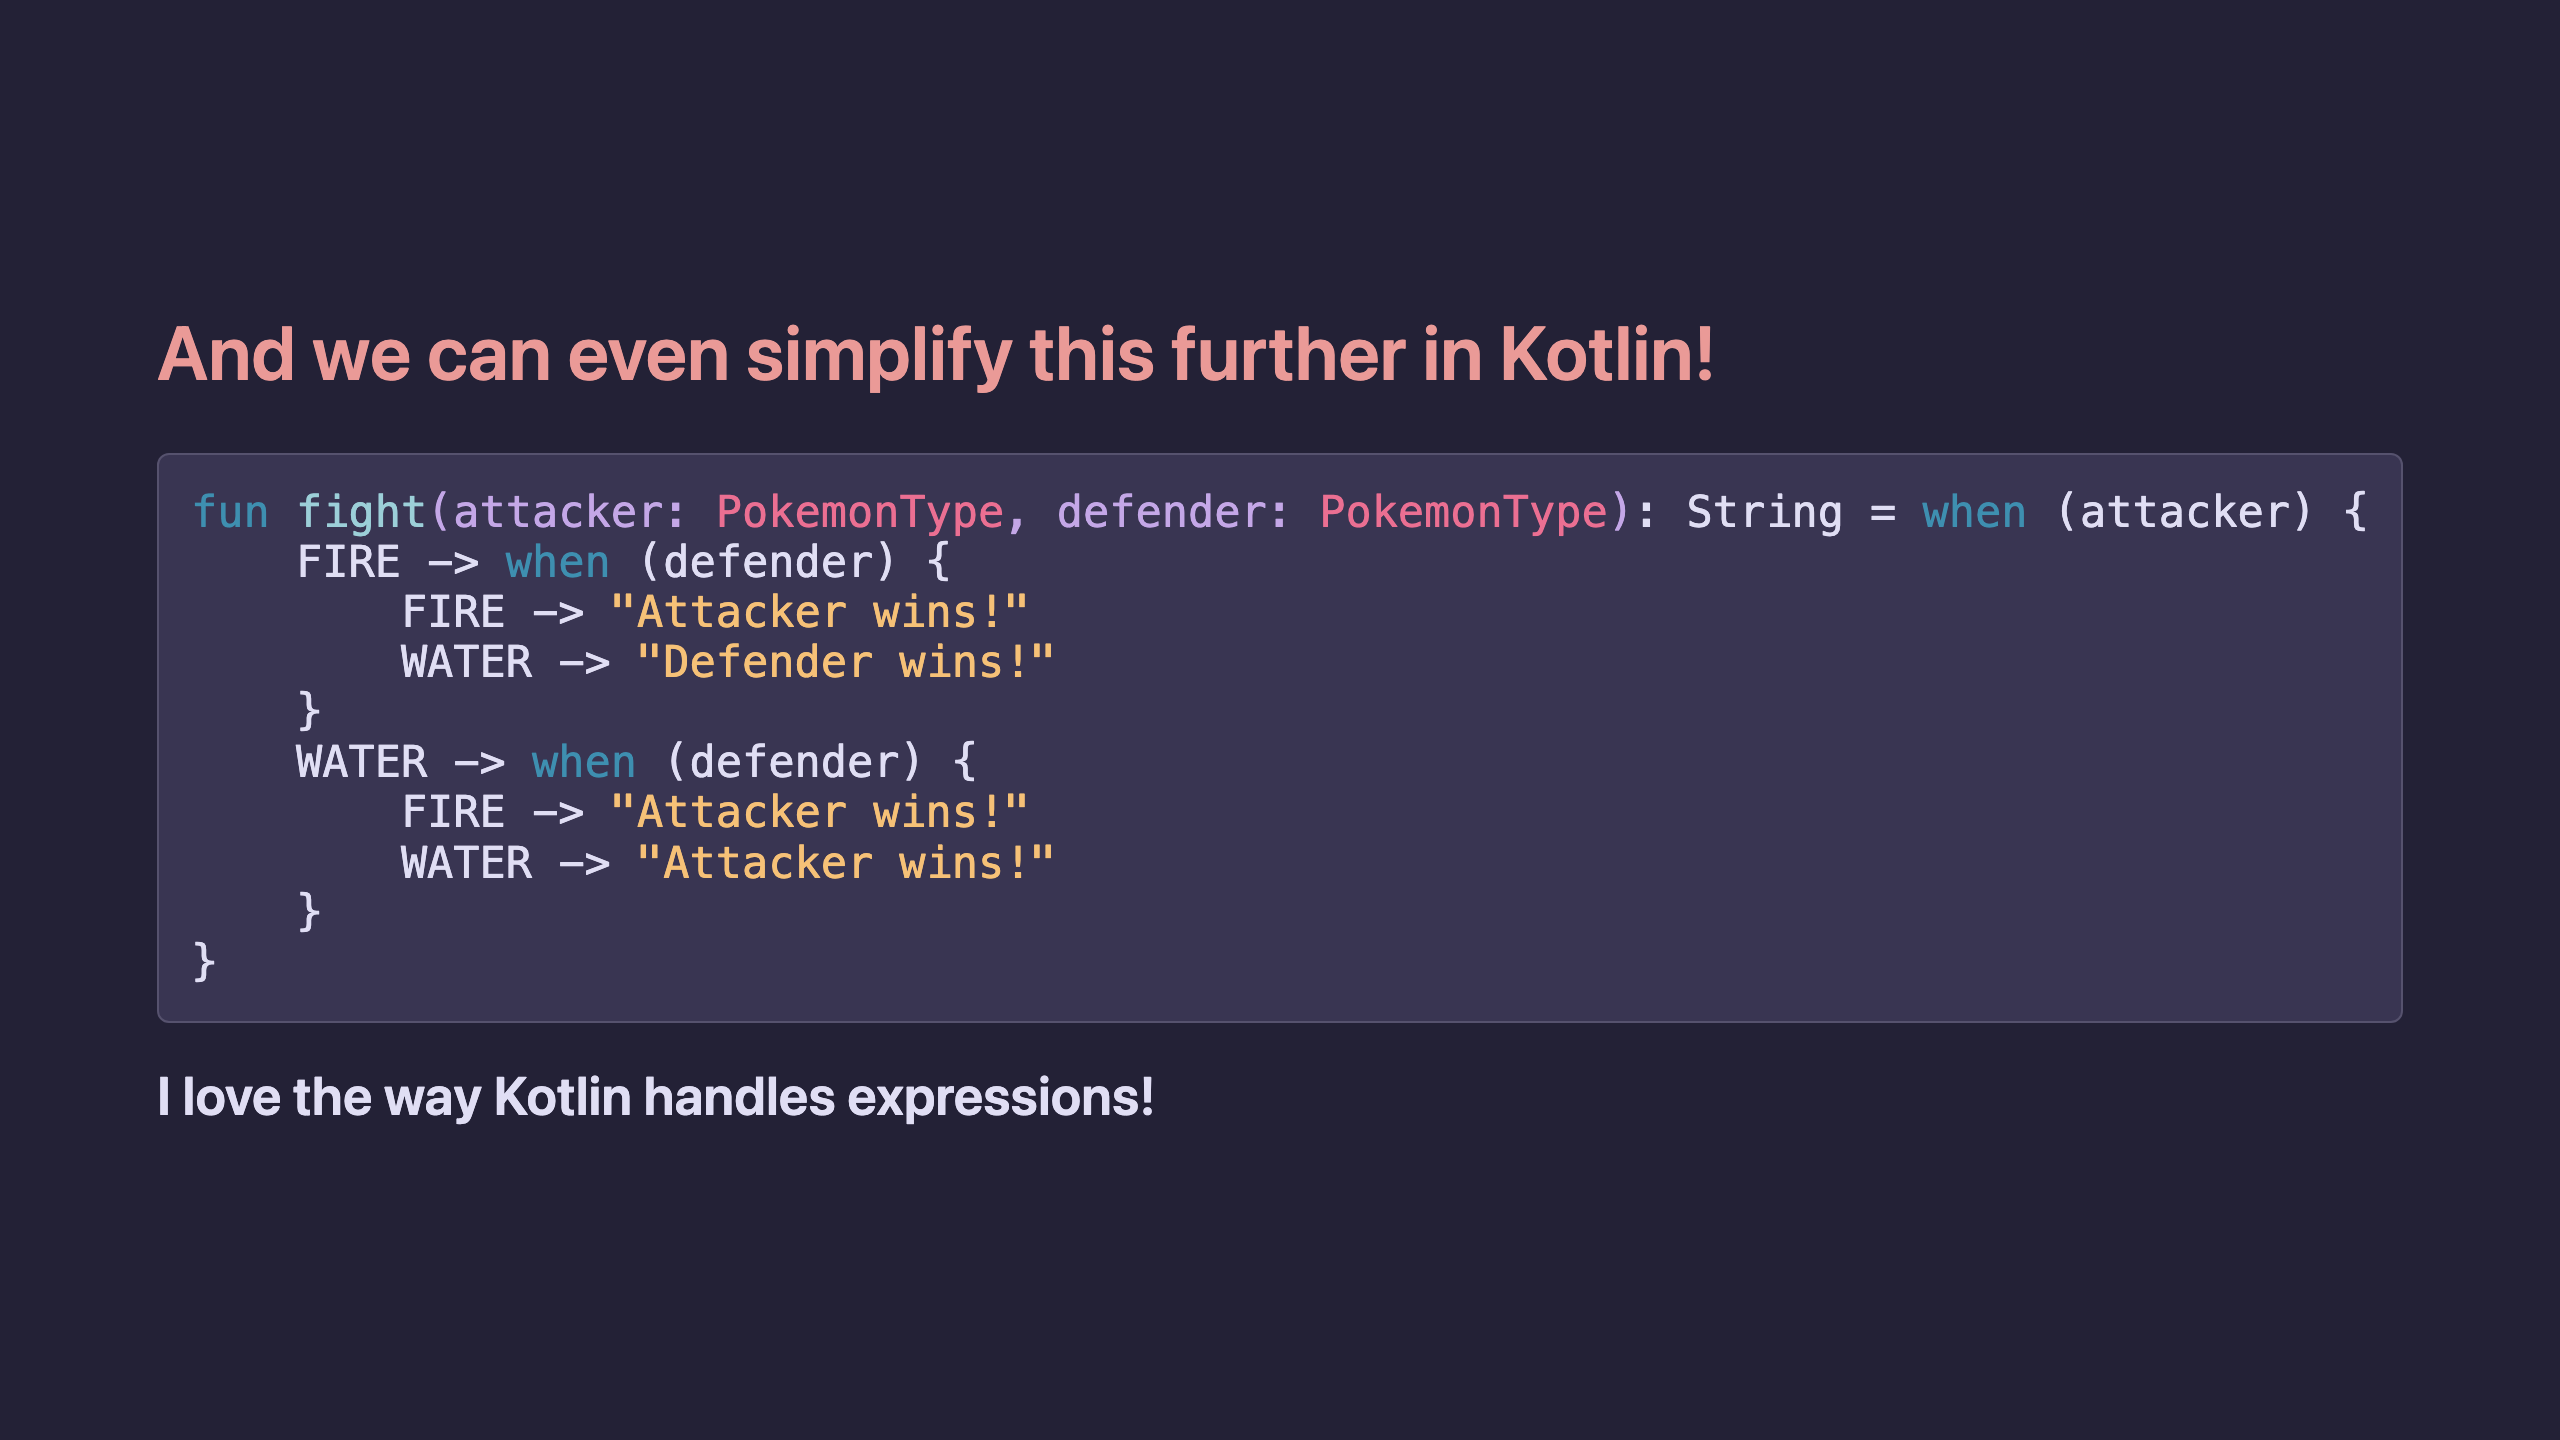 And we can even simplify this further in Kotlin!
fun fight(attacker: PokemonType, defender: PokemonType): String = when (attacker) {
    FIRE -> when (defender) {
        FIRE -> "Attacker wins!"
        WATER -> "Defender wins!"
    }
    WATER -> when (defender) {
        FIRE -> "Attacker wins!"
        WATER -> "Attacker wins!"
    }
}
I love the way Kotlin handles expressions!